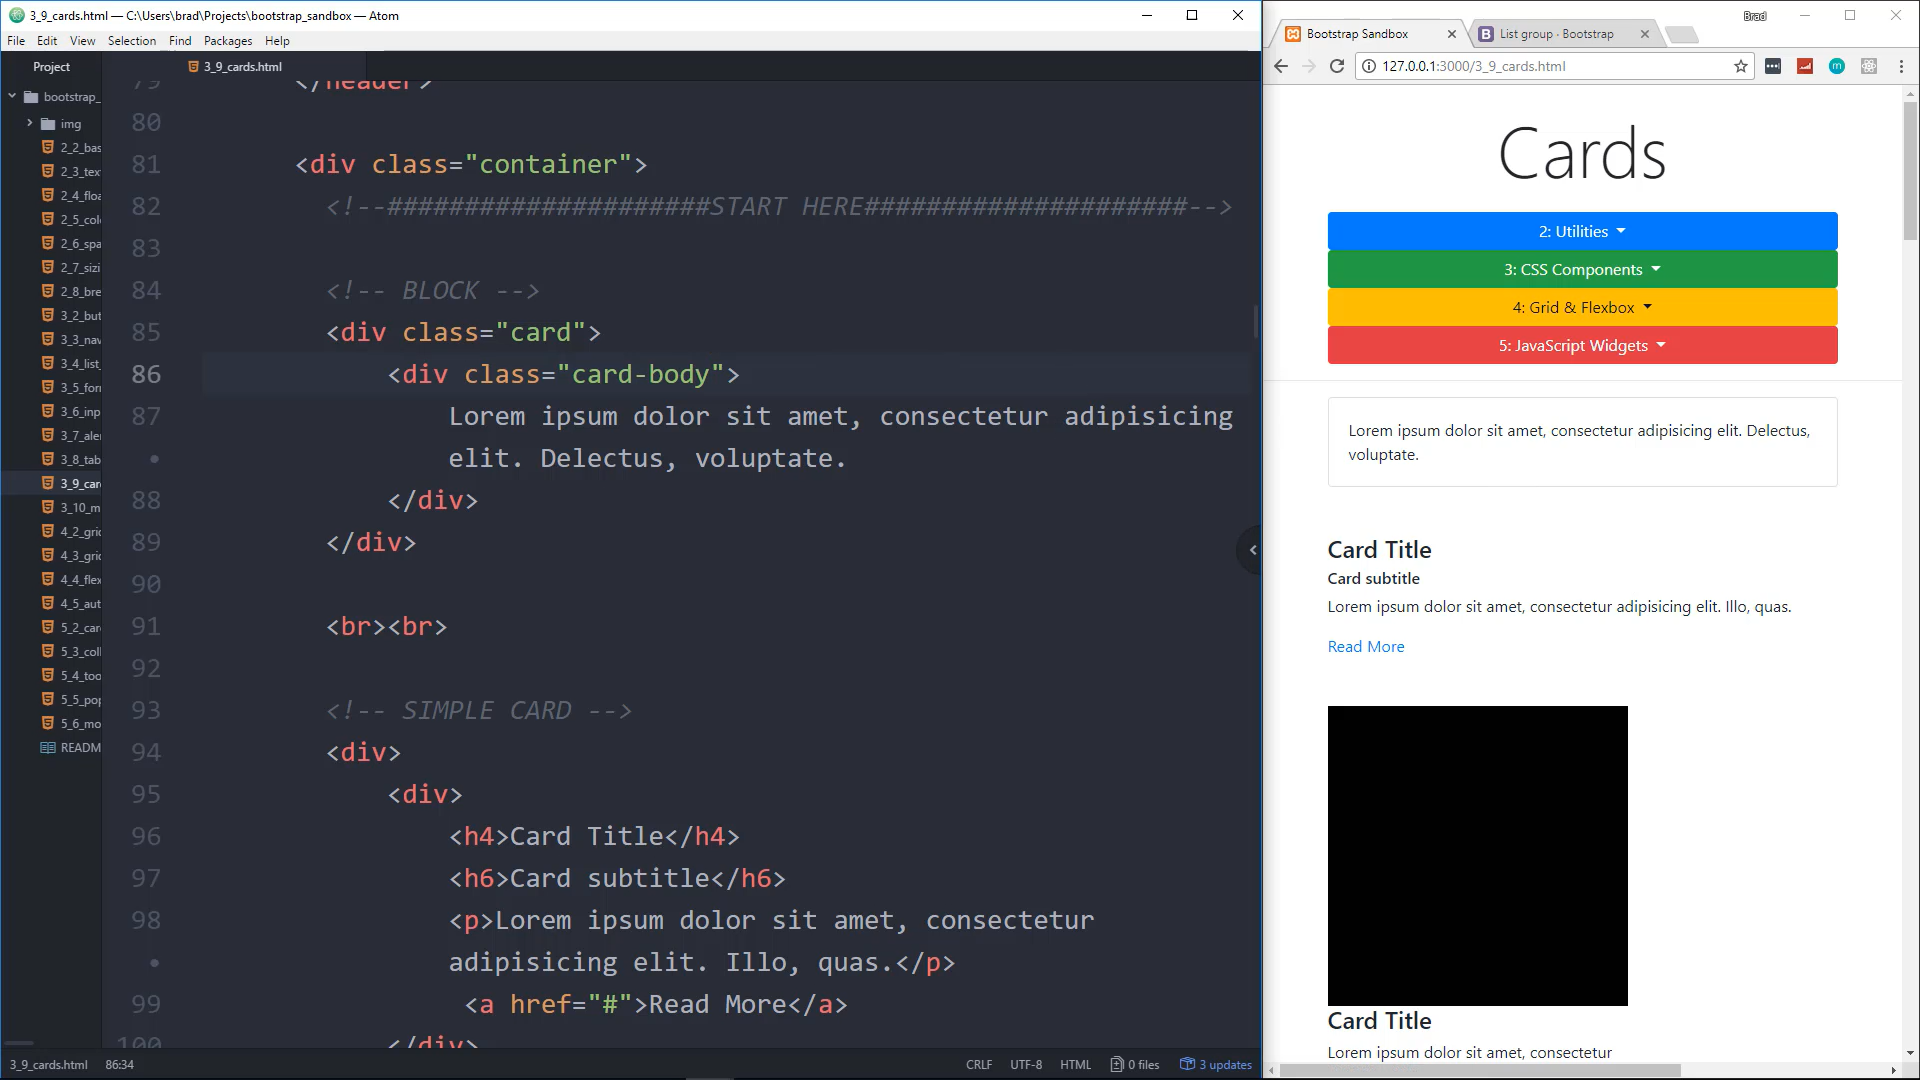 3_9_cards.html — C:\Users\brad\Projects\bootstrap_sandbox — Atom
File Edit View Selection Find Packages Help
Project
bootstrap_
img
2_2_bas
2_3_tex
2_4_floa
2_5_col
2_6_spa
2_7_sizi
2_8_bre
3_2_but
3_3_nav
3_4_list_
3_5_for
3_6_inp
3_7_aler
3_8_tab
3_9_car
3_10_m
4_2_grid
4_3_grid
4_4_flex
4_5_aut
5_2_car
5_3_coll
5_4_too
5_5_pop
5_6_mo
READM
3_9_cards.html
79 </header>
80
81 <div class="container">
82 <!--#####################START HERE#####################-->
83
84 <!-- BLOCK -->
85 <div class="card">
86 <div class="card-body">
87 Lorem ipsum dolor sit amet, consectetur adipisicing
elit. Delectus, voluptate.
88 </div>
89 </div>
90
91 <br><br>
92
93 <!-- SIMPLE CARD -->
94 <div>
95 <div>
96 <h4>Card Title</h4>
97 <h6>Card subtitle</h6>
98 <p>Lorem ipsum dolor sit amet, consectetur
adipisicing elit. Illo, quas.</p>
99 <a href="#">Read More</a>
100 </div>
3_9_cards.html 86:34 CRLF UTF-8 HTML 0 files 3 updates
Brad
Bootstrap Sandbox
List group · Bootstrap
127.0.0.1:3000/3_9_cards.html
Cards
2: Utilities
3: CSS Components
4: Grid & Flexbox
5: JavaScript Widgets
Lorem ipsum dolor sit amet, consectetur adipisicing elit. Delectus,
voluptate.
Card Title
Card subtitle
Lorem ipsum dolor sit amet, consectetur adipisicing elit. Illo, quas.
Read More
Card Title
Lorem ipsum dolor sit amet, consectetur